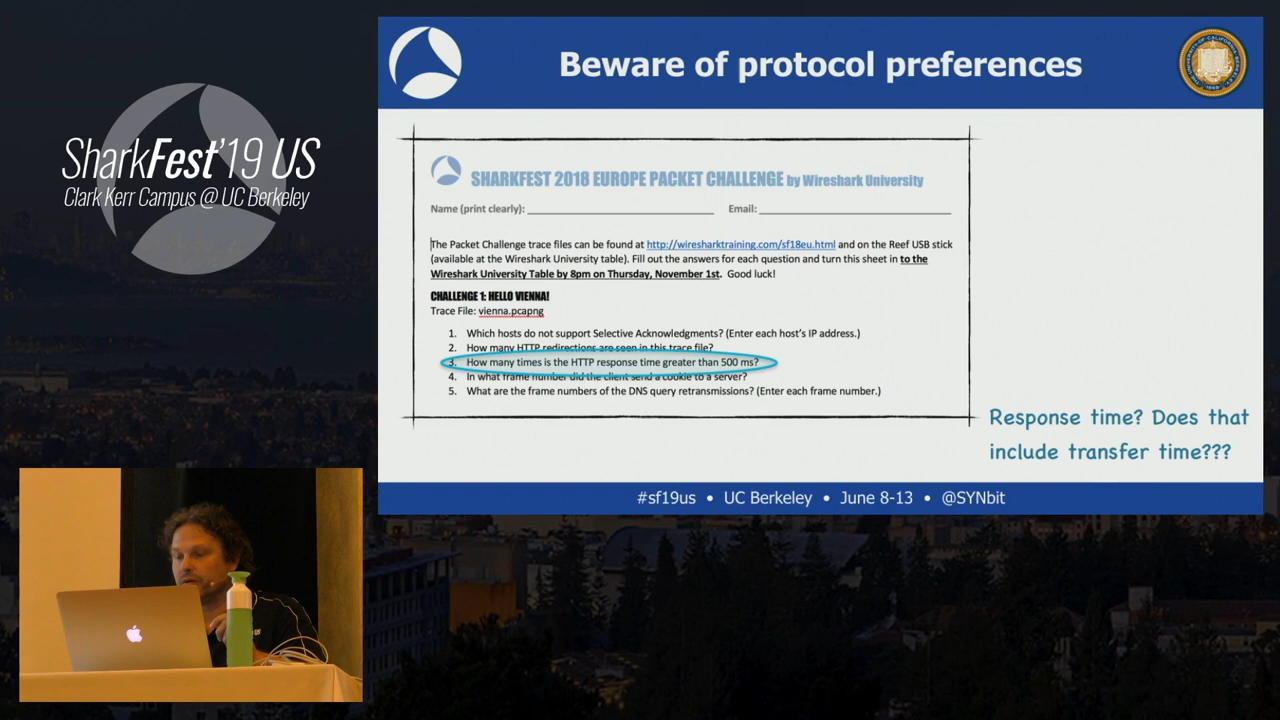 SharkFest'19 US
Clark Kerr Campus @ UC Berkeley
Beware of protocol preferences
SHARKFEST 2018 EUROPE PACKET CHALLENGE by Wireshark University
Name (print clearly): Email:
The Packet Challenge trace files can be found at http://wiresharktraining.com/sf18eu.html and on the Reef USB stick
(available at the Wireshark University table). Fill out the answers for each question and turn this sheet in to the
Wireshark University Table by 8pm on Thursday, November 1st. Good luck!
CHALLENGE 1: HELLO VIENNA!
Trace File: vienna.pcapng
1. Which hosts do not support Selective Acknowledgments? (Enter each host's IP address.)
2. How many HTTP redirections are seen in this trace file?
3. How many times is the HTTP response time greater than 500 ms?
4. In what frame number did the client send a cookie to a server?
5. What are the frame numbers of the DNS query retransmissions? (Enter each frame number.)
Response time? Does that
include transfer time???
#sf19us • UC Berkeley • June 8-13 • @SYNbit